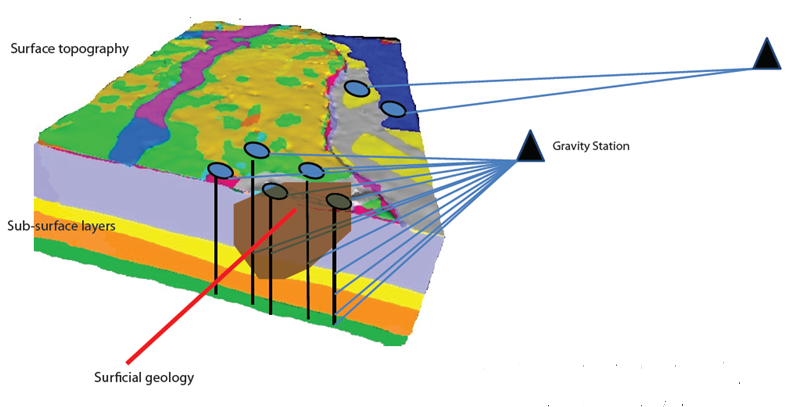 Surface topography
Gravity Station
Sub-surface layers
Surficial geology